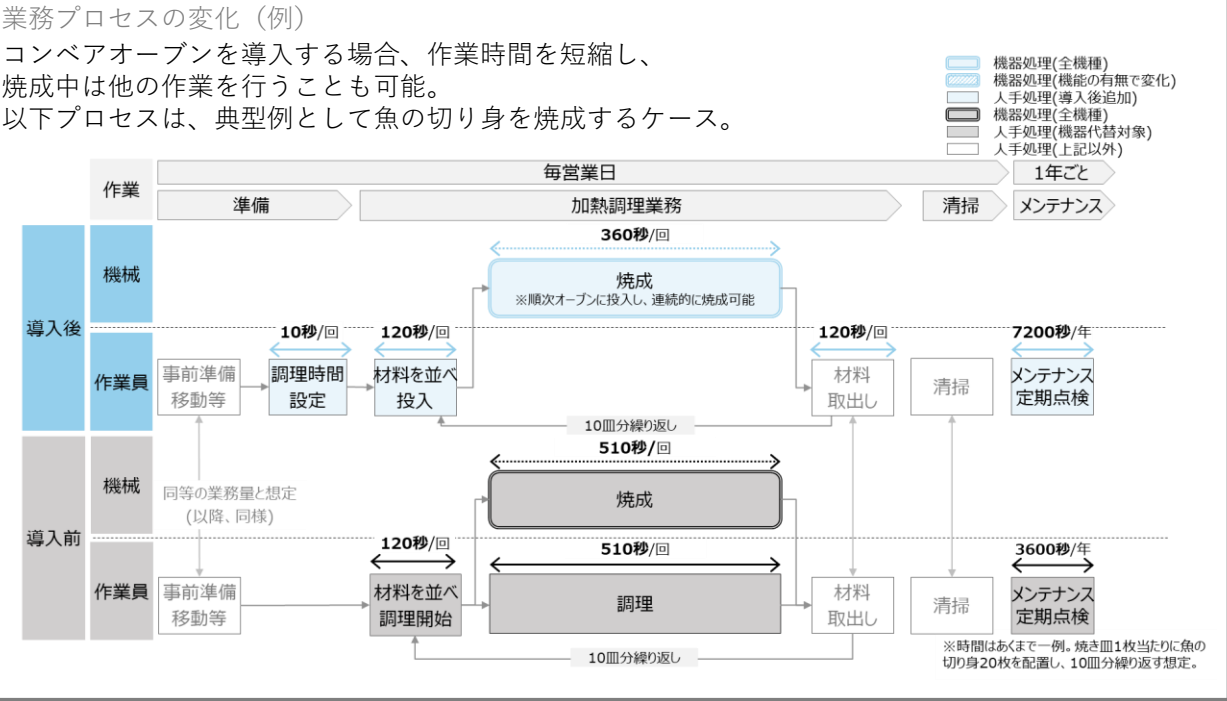 業務プロセスの変化（例）
コンベアオーブンを導入する場合、作業時間を短縮し、
焼成中は他の作業を行うことも可能。
以下プロセスは、典型例として魚の切り身を焼成するケース。
機器処理(全機種)
機器処理(機能の有無で変化)
人手処理(導入後追加)
機器処理(全機種)
人手処理(機器代替対象)
人手処理(上記以外)
作業
毎営業日
1年ごと
準備
加熱調理業務
清掃
メンテナンス
導入後
機械
360秒/回
焼成
※順次オーブンに投入し、連続的に焼成可能
作業員
10秒/回
120秒/回
120秒/回
7200秒/年
事前準備
移動等
調理時間
設定
材料を並べ
投入
材料
取出し
清掃
メンテナンス
定期点検
10皿分繰り返し
導入前
機械
同等の業務量と想定
(以降、同様)
510秒/回
焼成
作業員
120秒/回
510秒/回
3600秒/年
事前準備
移動等
材料を並べ
調理開始
調理
材料
取出し
清掃
メンテナンス
定期点検
10皿分繰り返し
※時間はあくまで一例。焼き皿1枚当たりに魚の
切り身20枚を配置し、10皿分繰り返す想定。